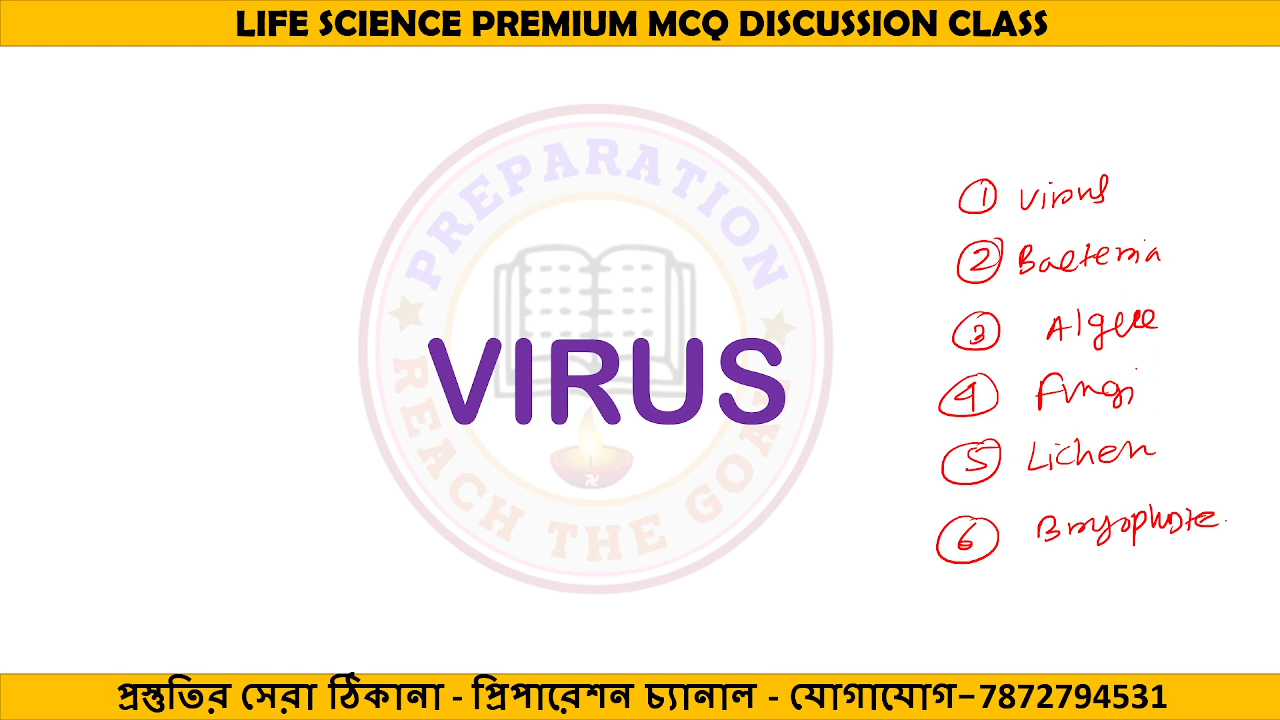 LIFE SCIENCE PREMIUM MCQ DISCUSSION CLASS
PREPARATION
VIRUS
REACH THE GOAL
1 Virus
2 Bacteria
3 Algae
4 Fungi
5 Lichen
6 Bryophyte
প্রস্তুতির সেরা ঠিকানা - প্রিপারেশন চ্যানাল - যোগাযোগ–7872794531